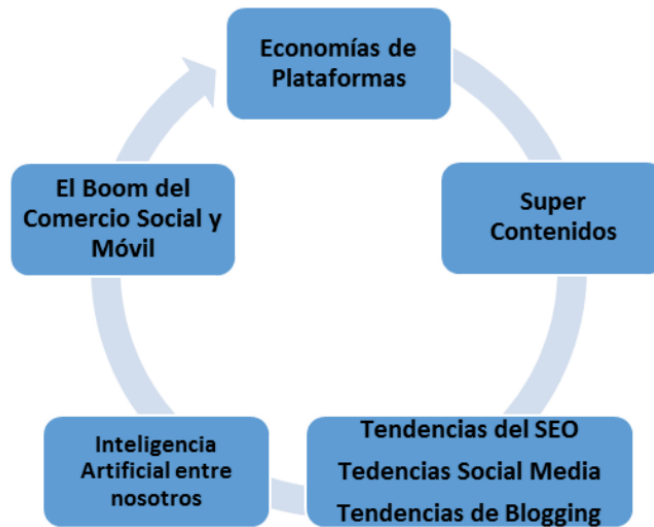 Economías de
Plataformas
Super
Contenidos
Tendencias del SEO
Tedencias Social Media
Tendencias de Blogging
Inteligencia
Artificial entre
nosotros
El Boom del
Comercio Social y
Móvil